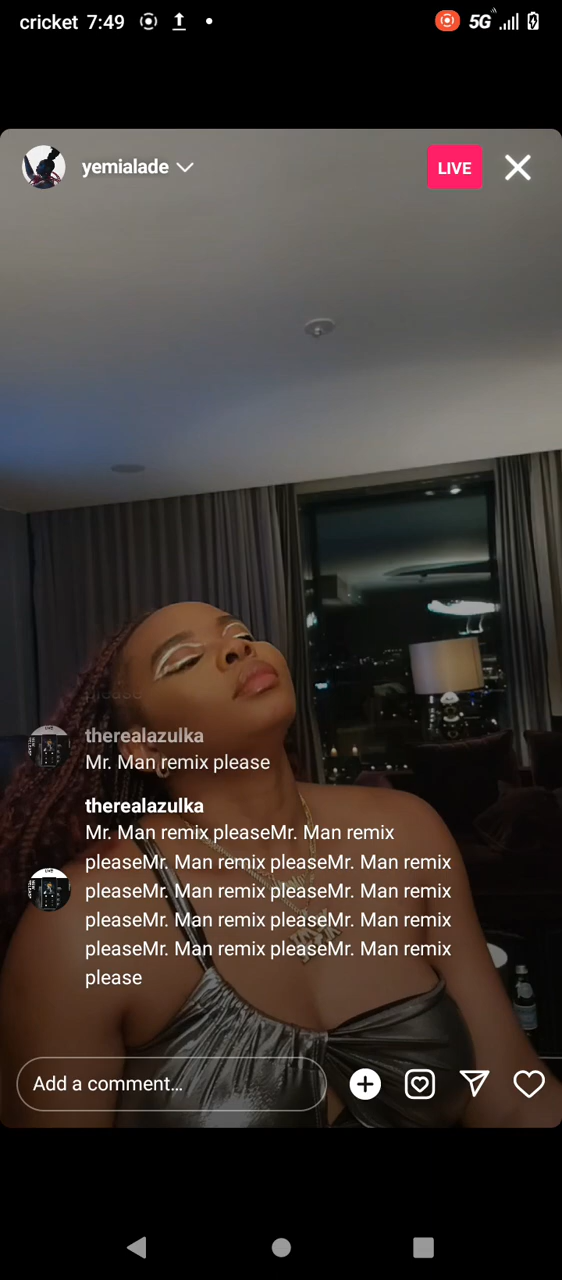 cricket 7:49 5G
yemialade LIVE
please
therealazulka
Mr. Man remix please
therealazulka
Mr. Man remix pleaseMr. Man remix
pleaseMr. Man remix pleaseMr. Man remix
pleaseMr. Man remix pleaseMr. Man remix
pleaseMr. Man remix pleaseMr. Man remix
pleaseMr. Man remix pleaseMr. Man remix
please
Add a comment...